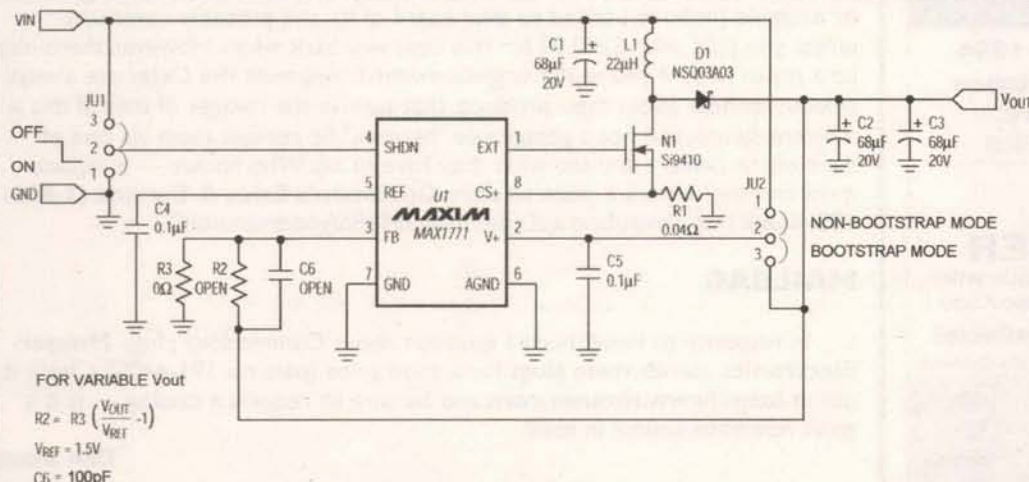 VIN
C1
68µF
20V
L1
22µH
D1
NSQ03A03
VOUT
JU1
3
2
1
OFF
ON
GND
C4
0.1µF
R3
0Ω
R2
OPEN
C6
OPEN
4
SHDN
5
REF
3
FB
7
GND
U1
MAXIM
MAX1771
EXT
1
CS+
8
V+
2
AGND
6
N1
Si9410
R1
0.04Ω
C5
0.1µF
C2
68µF
20V
C3
68µF
20V
JU2
1
2
3
NON-BOOTSTRAP MODE
BOOTSTRAP MODE
FOR VARIABLE Vout
R2 = R3 (VOUT/VREF -1)
VREF = 1.5V
C6 = 100pF